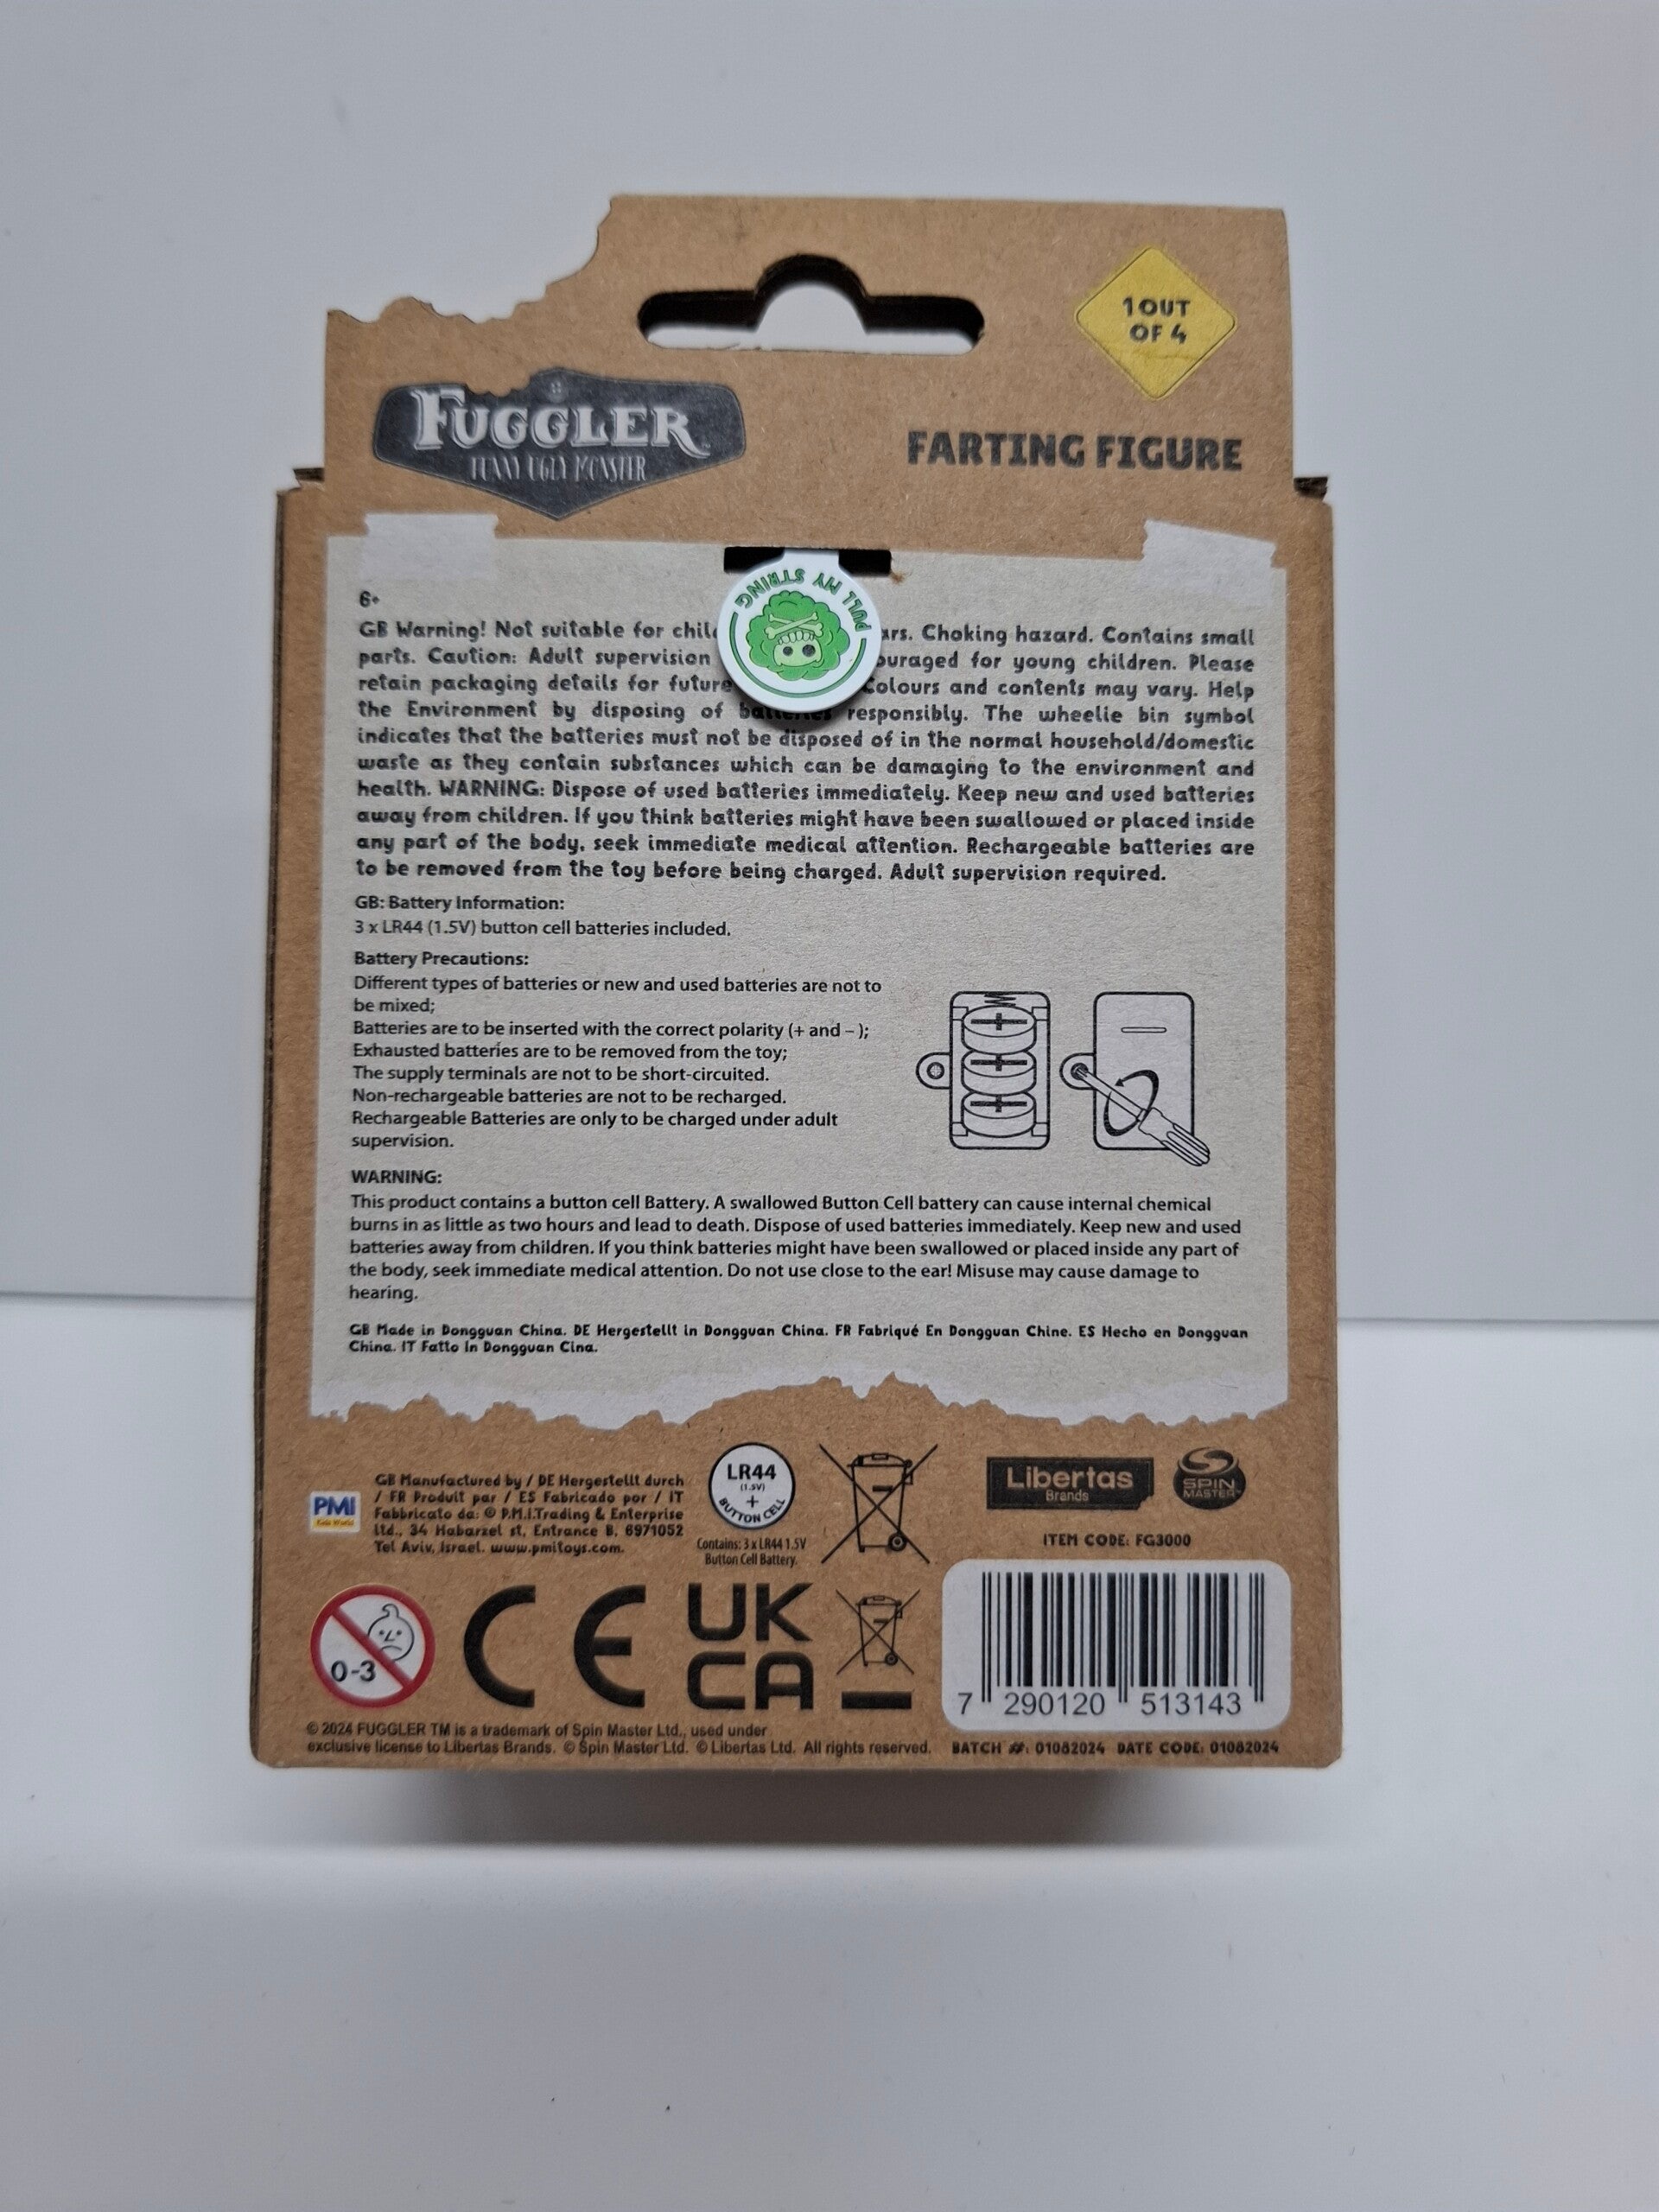 1 OUT
OF 4
FUGGLER
FUNNY UGLY MONSTER
FARTING FIGURE
PULL MY STRING
6+
GB Warning! Not suitable for ars. Choking hazard. Contains small
parts. Caution: Adult supervision for young children. Please
retain packaging details for future Colours and contents may vary. Help
the Environment by disposing of batteries responsibly. The wheelie bin symbol
indicates that the batteries must not be disposed of in the normal household/domestic
waste as they contain substances which can be damaging to the environment and
health. WARNING: Dispose of used batteries immediately. Keep new and used batteries
away from children. If you think batteries might have been swallowed or placed inside
any part of the body, seek immediate medical attention. Rechargeable batteries are
to be removed from the toy before being charged. Adult supervision required.
GB: Battery Information:
3 x LR44 (1.5V) button cell batteries included.
Battery Precautions:
Different types of batteries or new and used batteries are not to
be mixed;
Batteries are to be inserted with the correct polarity (+ and – );
Exhausted batteries are to be removed from the toy;
The supply terminals are not to be short-circuited.
Non-rechargeable batteries are not to be recharged.
Rechargeable Batteries are only to be charged under adult
supervision.
WARNING:
This product contains a button cell Battery. A swallowed Button Cell battery can cause internal chemical
burns in as little as two hours and lead to death. Dispose of used batteries immediately. Keep new and used
batteries away from children. If you think batteries might have been swallowed or placed inside any part of
the body, seek immediate medical attention. Do not use close to the ear! Misuse may cause damage to
hearing.
GB Made in Dongguan China. DE Hergestellt in Dongguan China. FR Fabriqué En Dongguan Chine. ES Hecho en Dongguan
China. IT Fatto In Dongguan Cina.
PMI
Kids World
GB Manufactured by / DE Hergestellt durch
/ FR Produit par / ES Fabricado por / IT
Fabbricato da: © P.M.I.Trading & Enterprise
Ltd., 34 Habarzel st, Entrance B, 6971052
Tel Aviv, Israel. www.pmitoys.com.
LR44
(1.5V)
+
BUTTON CELL
Contains: 3 x LR44 1.5V
Button Cell Battery.
Libertas
Brands
SPIN
MASTER™
ITEM CODE: FG3000
0-3
CE
UK
CA
7 290120 513143
© 2024 FUGGLER TM is a trademark of Spin Master Ltd., used under
exclusive license to Libertas Brands. © Spin Master Ltd. © Libertas Ltd. All rights reserved.
BATCH #: 01082024 DATE CODE: 01082024